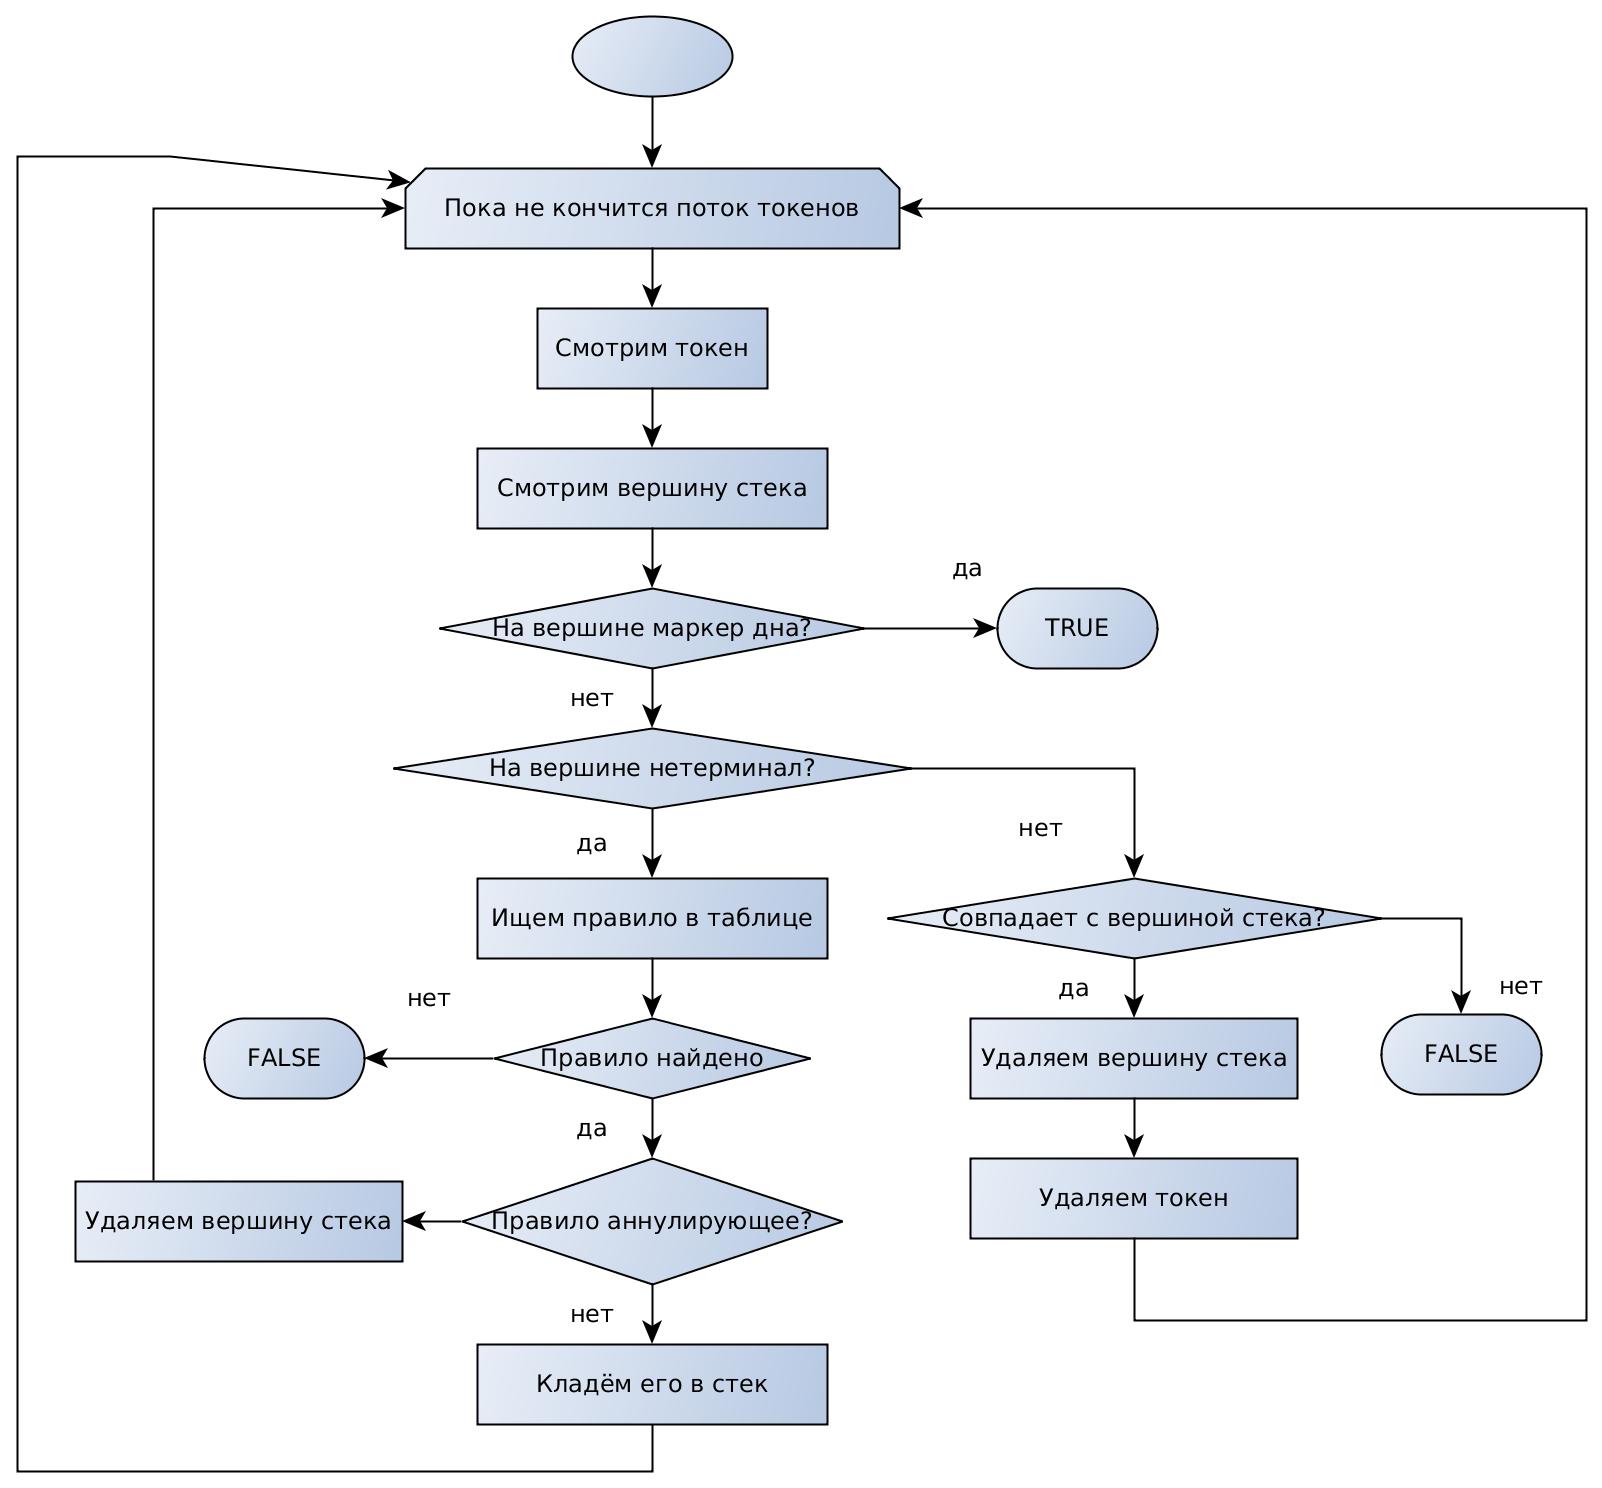 Пока не кончится поток токенов
Смотрим токен
Смотрим вершину стека
да
На вершине маркер дна?
TRUE
нет
На вершине нетерминал?
нет
да
Ищем правило в таблице
Совпадает с вершиной стека?
нет
да
нет
FALSE
Правило найдено
Удаляем вершину стека
FALSE
да
Удаляем вершину стека
Правило аннулирующее?
Удаляем токен
нет
Кладём его в стек